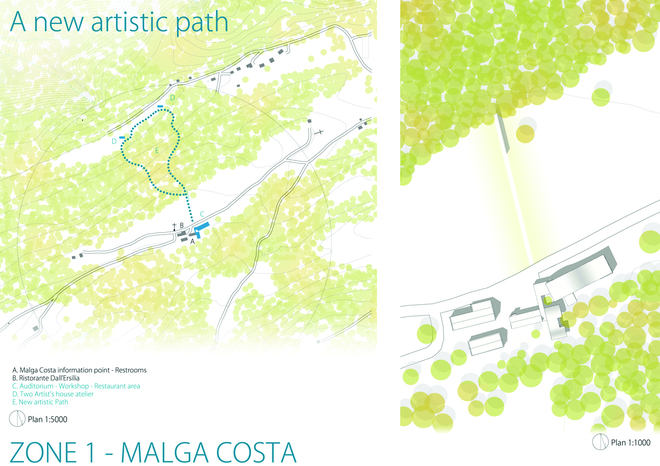 A new artistic path
D
D
E
C
B
A
A. Malga Costa information point - Restrooms
B. Ristorante Dall'Ersilia
C. Auditorium - Workshop - Restaurant area
D. Two Artist's house atelier
E. New artistic Path
Plan 1:5000
Plan 1:1000
ZONE 1 - MALGA COSTA